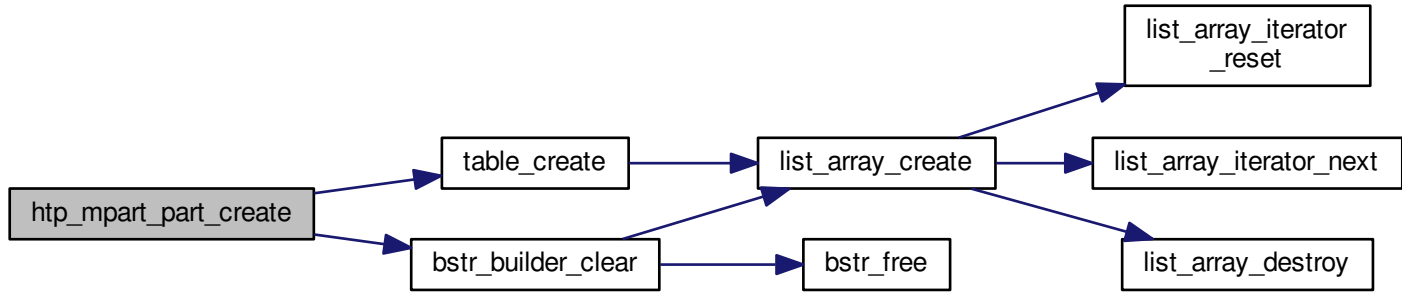 list_array_iterator
_reset
table_create
list_array_create
list_array_iterator_next
htp_mpart_part_create
bstr_builder_clear
bstr_free
list_array_destroy